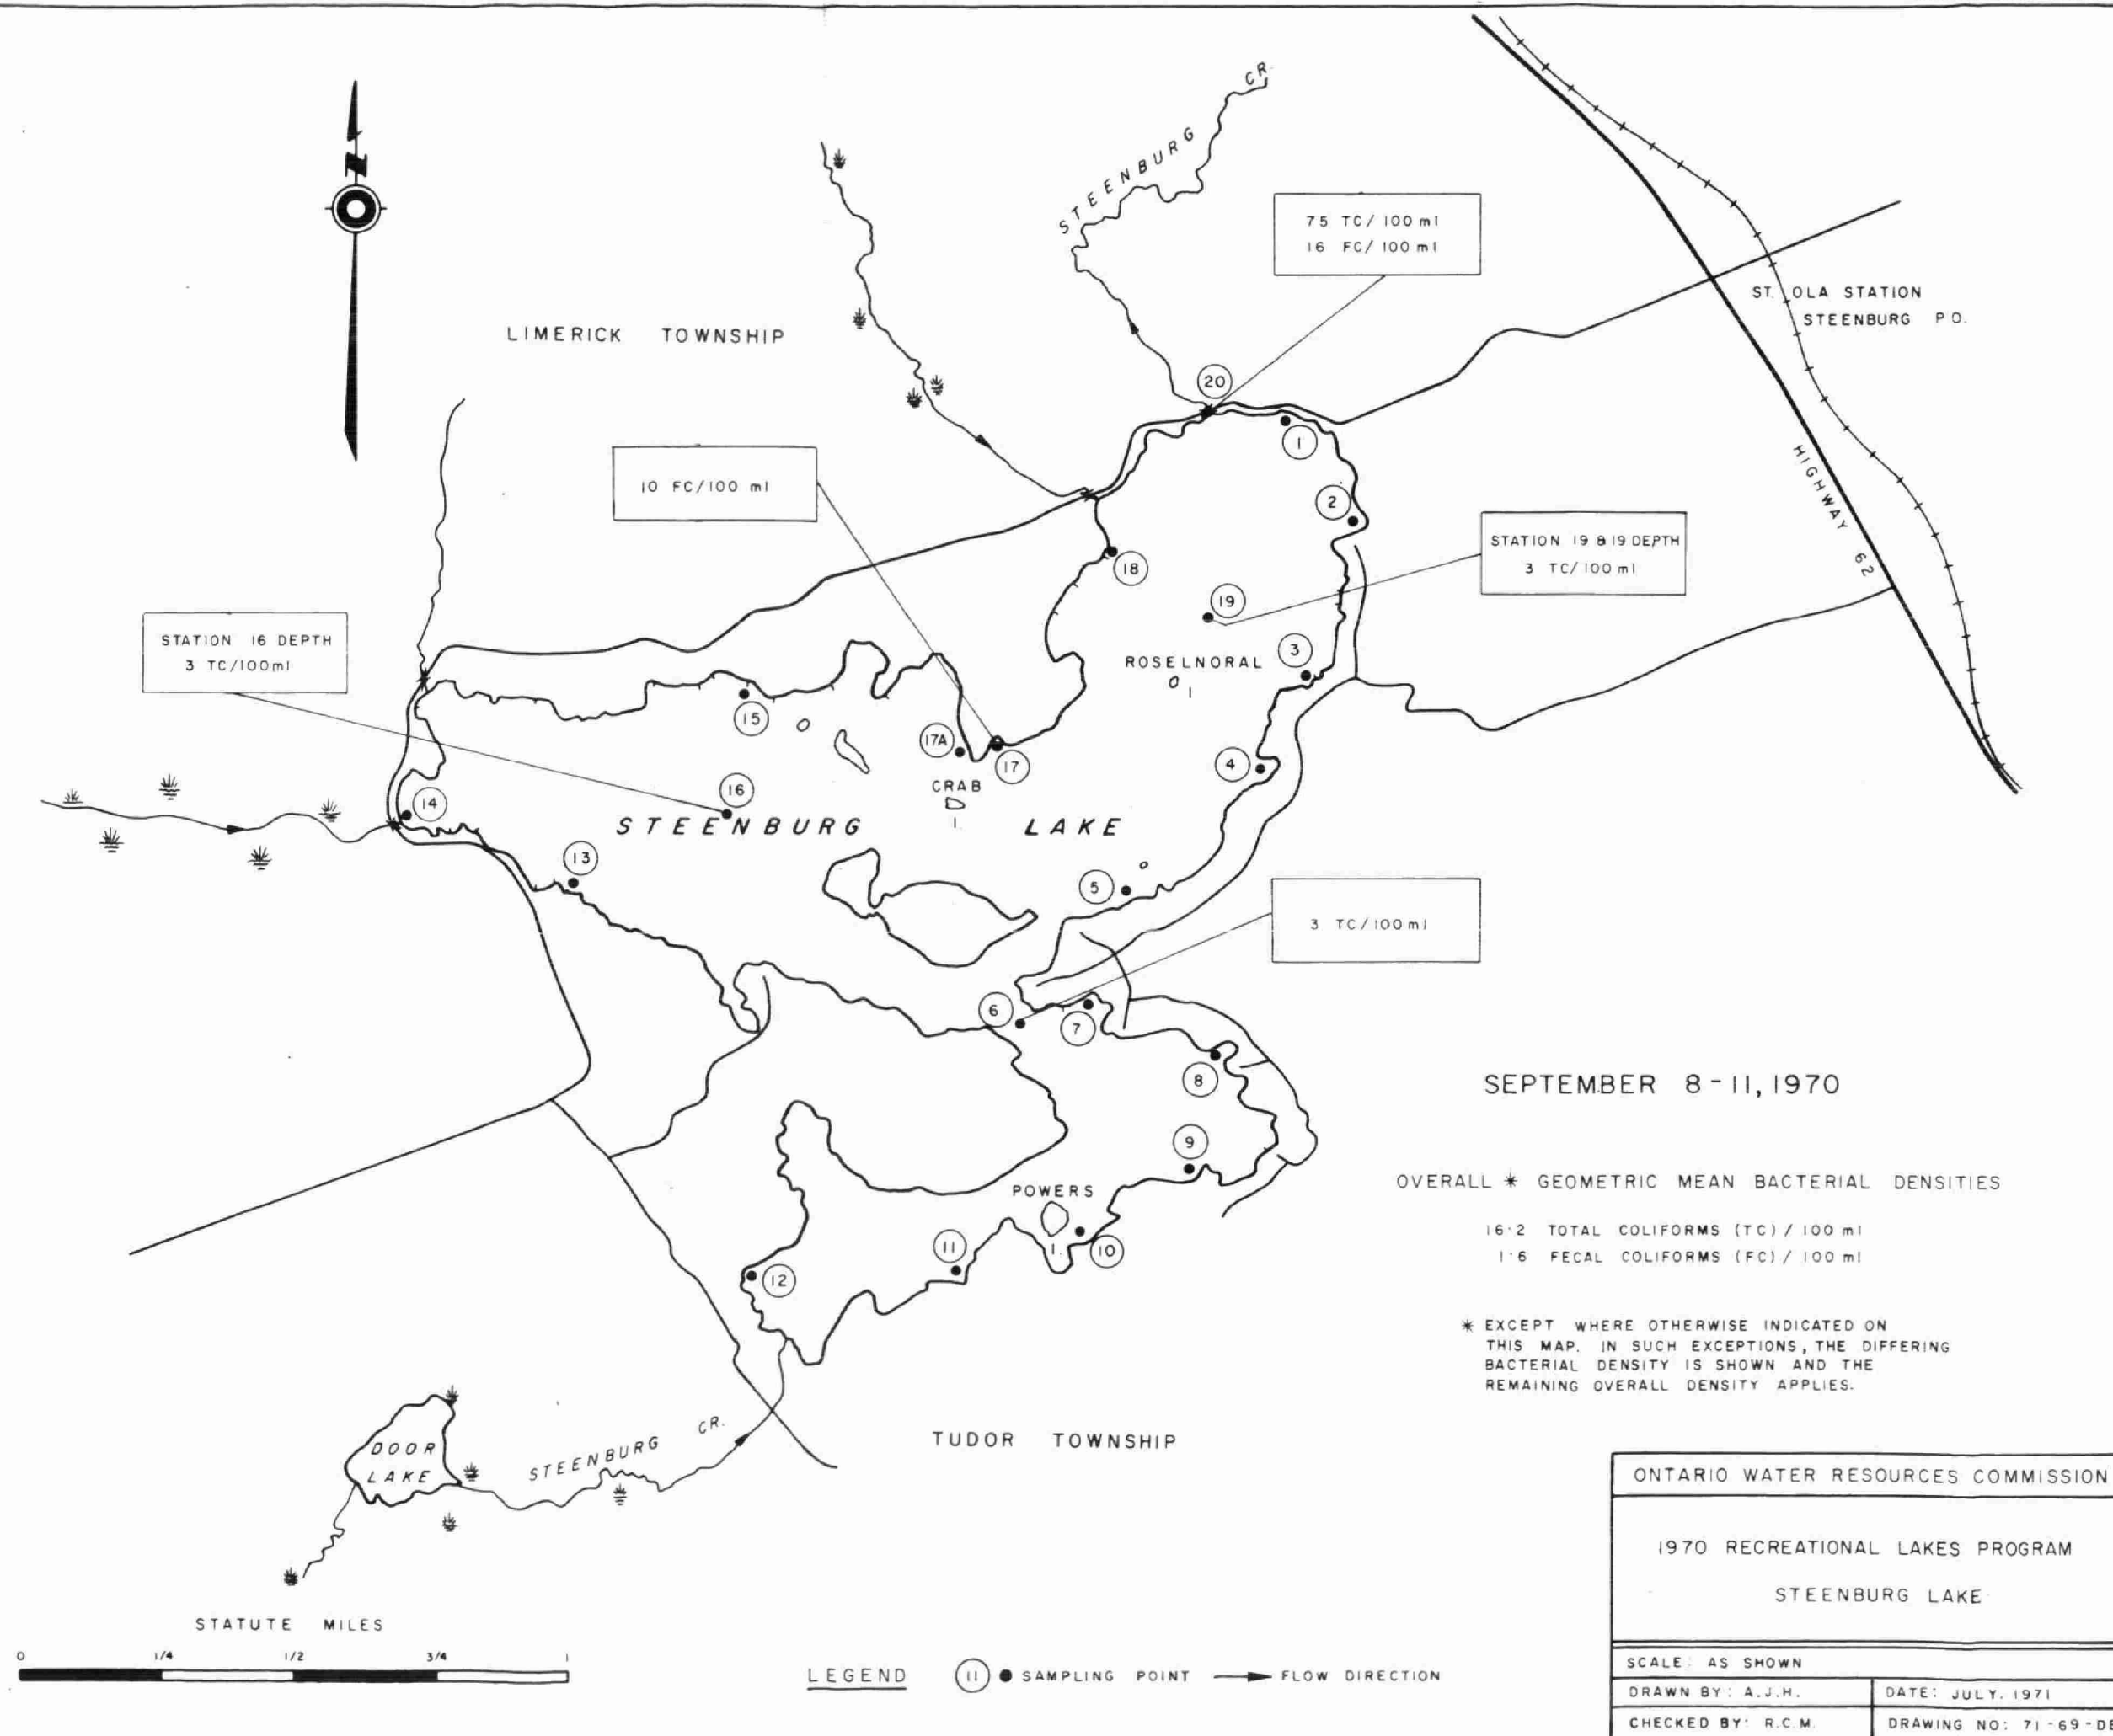 N
STEENBURG CR.
75 TC/100 ml
16 FC/100 ml
LIMERICK TOWNSHIP
ST. OLA STATION
STEENBURG P.O.
HIGHWAY 62
20
1
2
10 FC/100 ml
STATION 19 & 19 DEPTH
3 TC/100 ml
18
19
3
ROSELNORAL
I
STATION 16 DEPTH
3 TC/100 ml
15
17A
17
4
CRAB
I.
16
14
STEENBURG LAKE
13
5
3 TC/100 ml
6
7
8
9
SEPTEMBER 8-11, 1970
OVERALL * GEOMETRIC MEAN BACTERIAL DENSITIES
16·2 TOTAL COLIFORMS (TC) / 100 ml
1·6 FECAL COLIFORMS (FC) / 100 ml
POWERS
I.
10
11
12
* EXCEPT WHERE OTHERWISE INDICATED ON
THIS MAP. IN SUCH EXCEPTIONS, THE DIFFERING
BACTERIAL DENSITY IS SHOWN AND THE
REMAINING OVERALL DENSITY APPLIES.
DOOR
LAKE
STEENBURG CR.
TUDOR TOWNSHIP
ONTARIO WATER RESOURCES COMMISSION
1970 RECREATIONAL LAKES PROGRAM
STEENBURG LAKE
SCALE: AS SHOWN
DRAWN BY: A.J.H.
DATE: JULY. 1971
CHECKED BY: R.C.M.
DRAWING NO: 71-69-DE
STATUTE MILES
0 1/4 1/2 3/4 1
LEGEND
11 SAMPLING POINT
FLOW DIRECTION